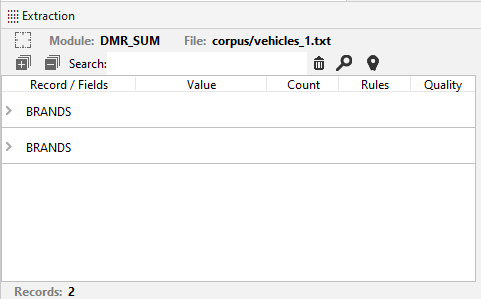 Extraction
Module: DMR_SUM File: corpus/vehicles_1.txt
Search:
Record / Fields Value Count Rules Quality
BRANDS
BRANDS
Records: 2